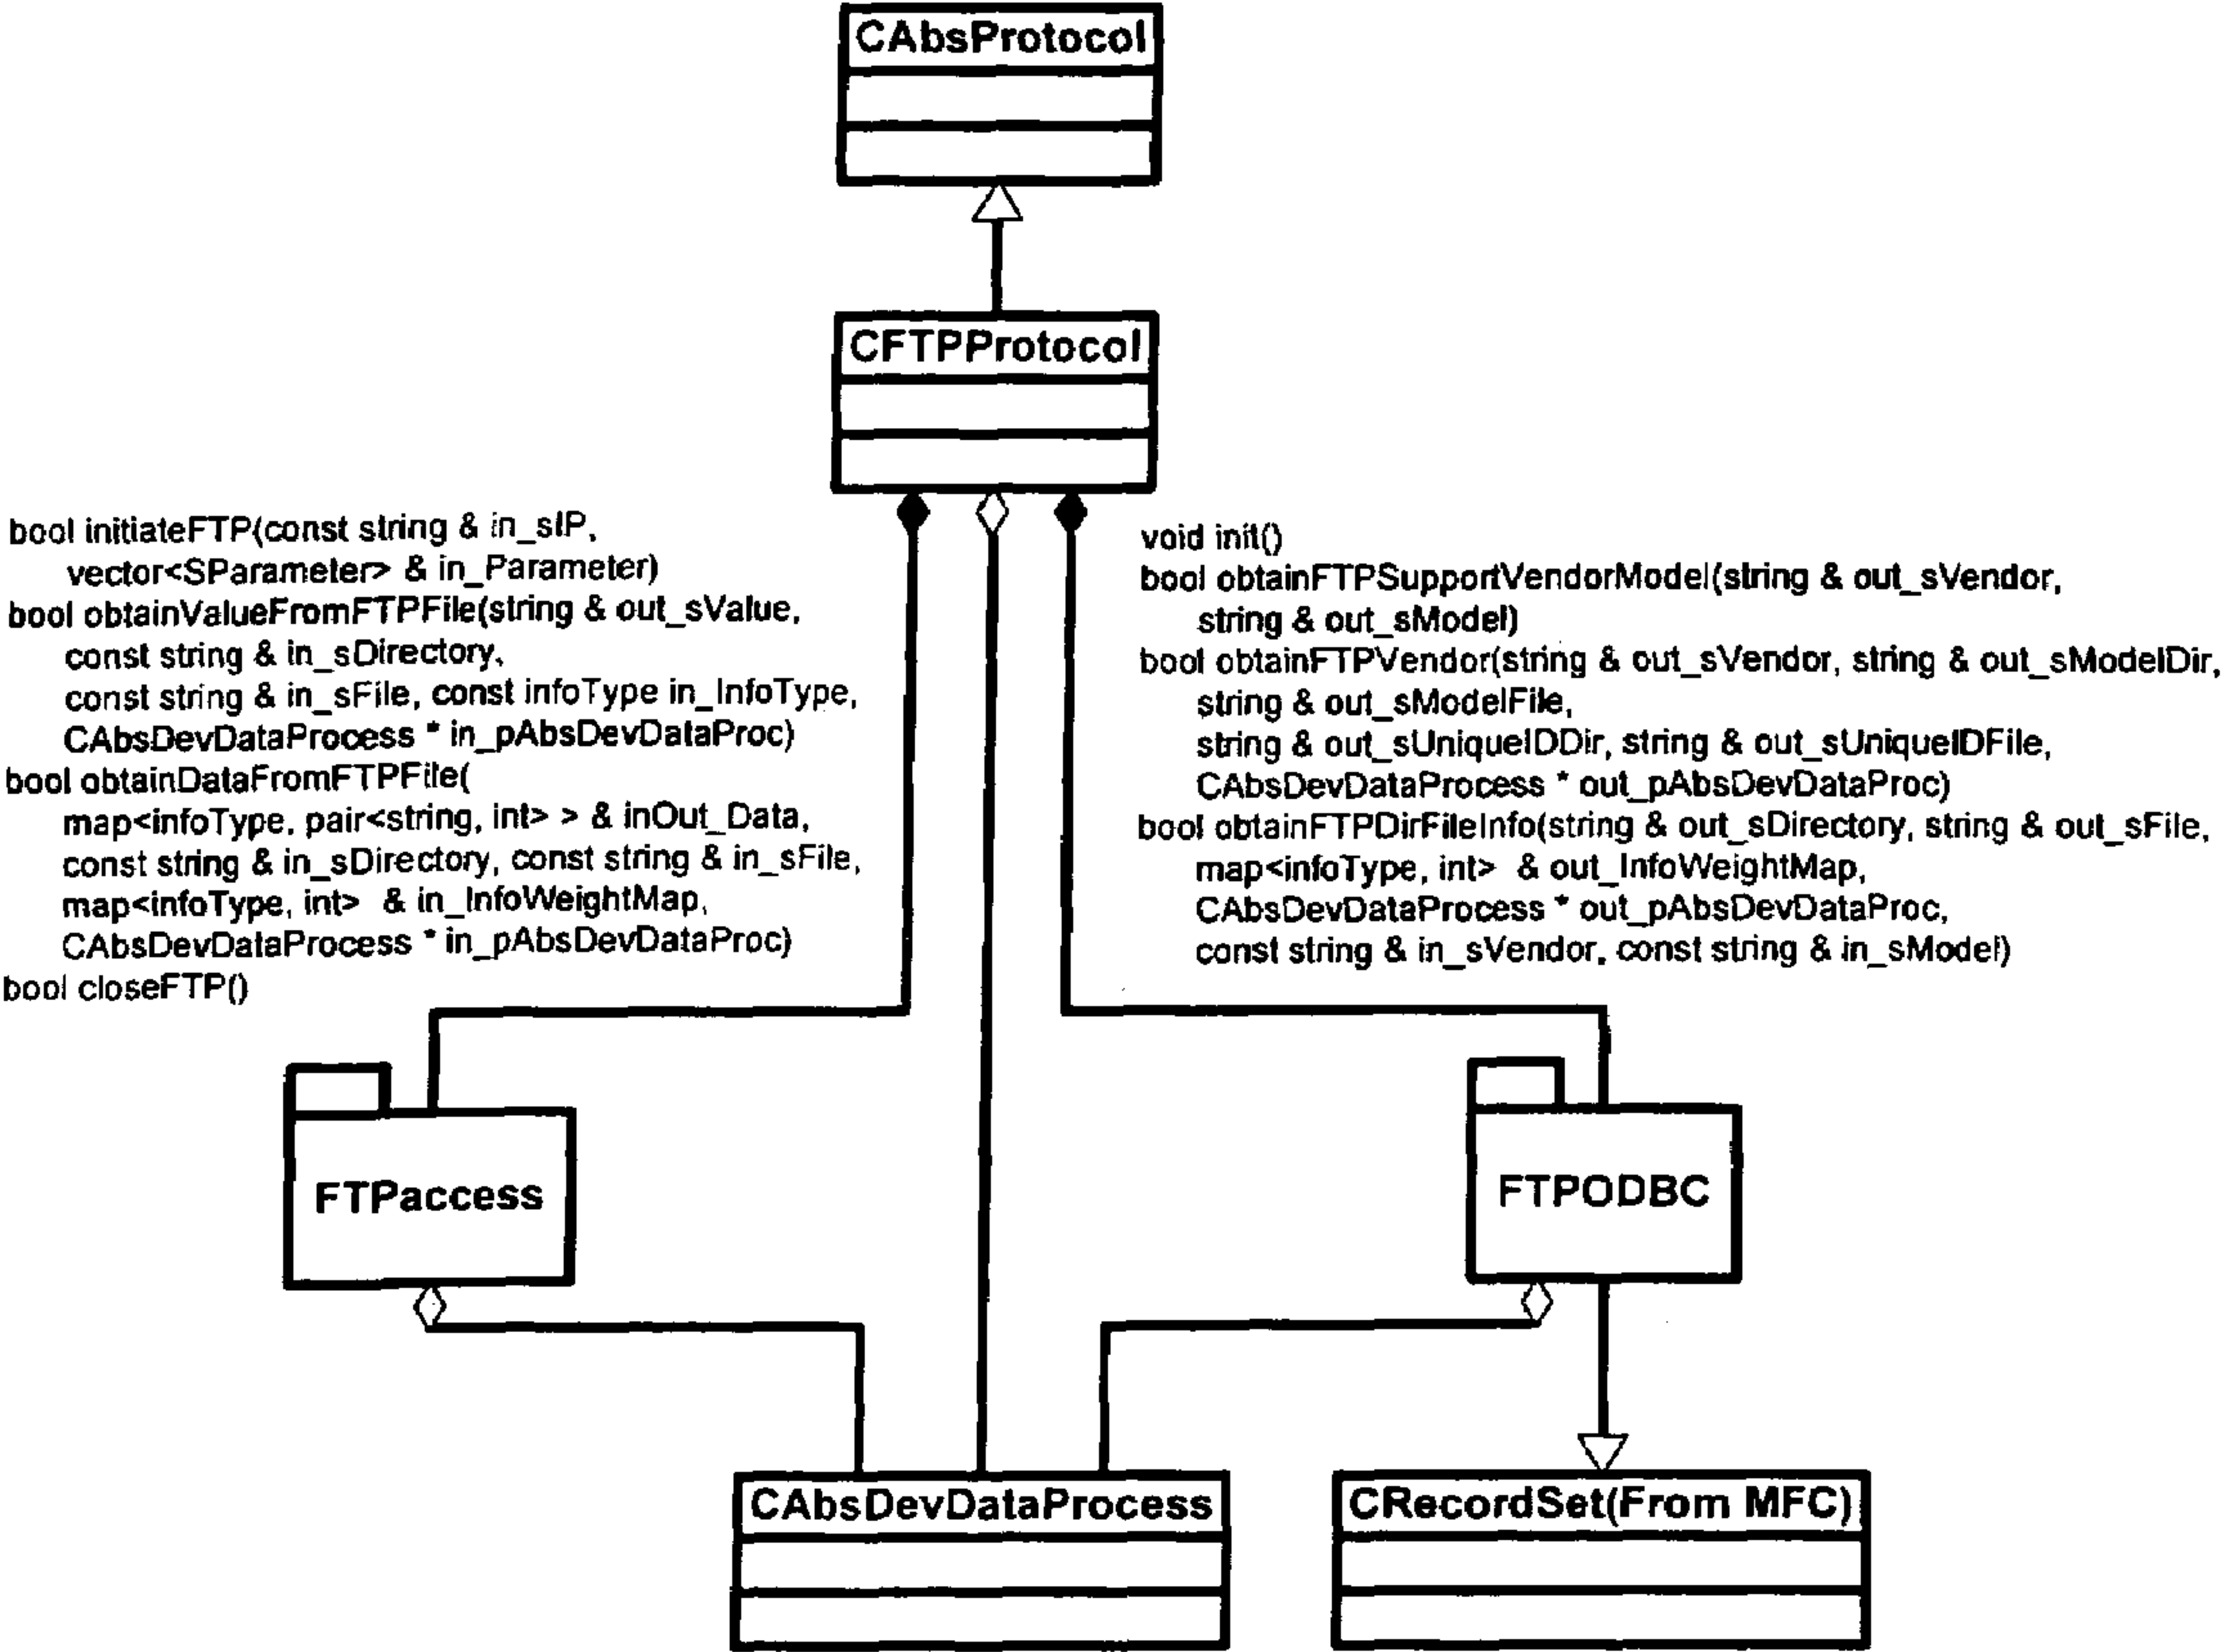 CAbsProtocol
CFTPProtocol
bool initiateFTP(const string & in_sIP,
vector<SParameter> & in_Parameter)
bool obtainValueFromFTPFile(string & out_sValue,
const string & in_sDirectory,
const string & in_sFile, const infoType in_InfoType,
CAbsDevDataProcess * in_pAbsDevDataProc)
bool obtainDataFromFTPFile(
map<infoType, pair<string, int> > & inOut_Data,
const string & in_sDirectory, const string & in_sFile,
map<infoType, int>  & in_InfoWeightMap,
CAbsDevDataProcess * in_pAbsDevDataProc)
bool closeFTP()
void init()
bool obtainFTPSupportVendorModel(string & out_sVendor,
string & out_sModel)
bool obtainFTPVendor(string & out_sVendor, string & out_sModelDir,
string & out_sModelFile,
string & out_sUniqueIDDir, string & out_sUniqueIDFile,
CAbsDevDataProcess * out_pAbsDevDataProc)
bool obtainFTPDirFileInfo(string & out_sDirectory, string & out_sFile,
map<infoType, int>  & out_InfoWeightMap,
CAbsDevDataProcess * out_pAbsDevDataProc,
const string & in_sVendor, const string & in_sModel)
FTPaccess
FTPODBC
CAbsDevDataProcess
CRecordSet(From MFC)